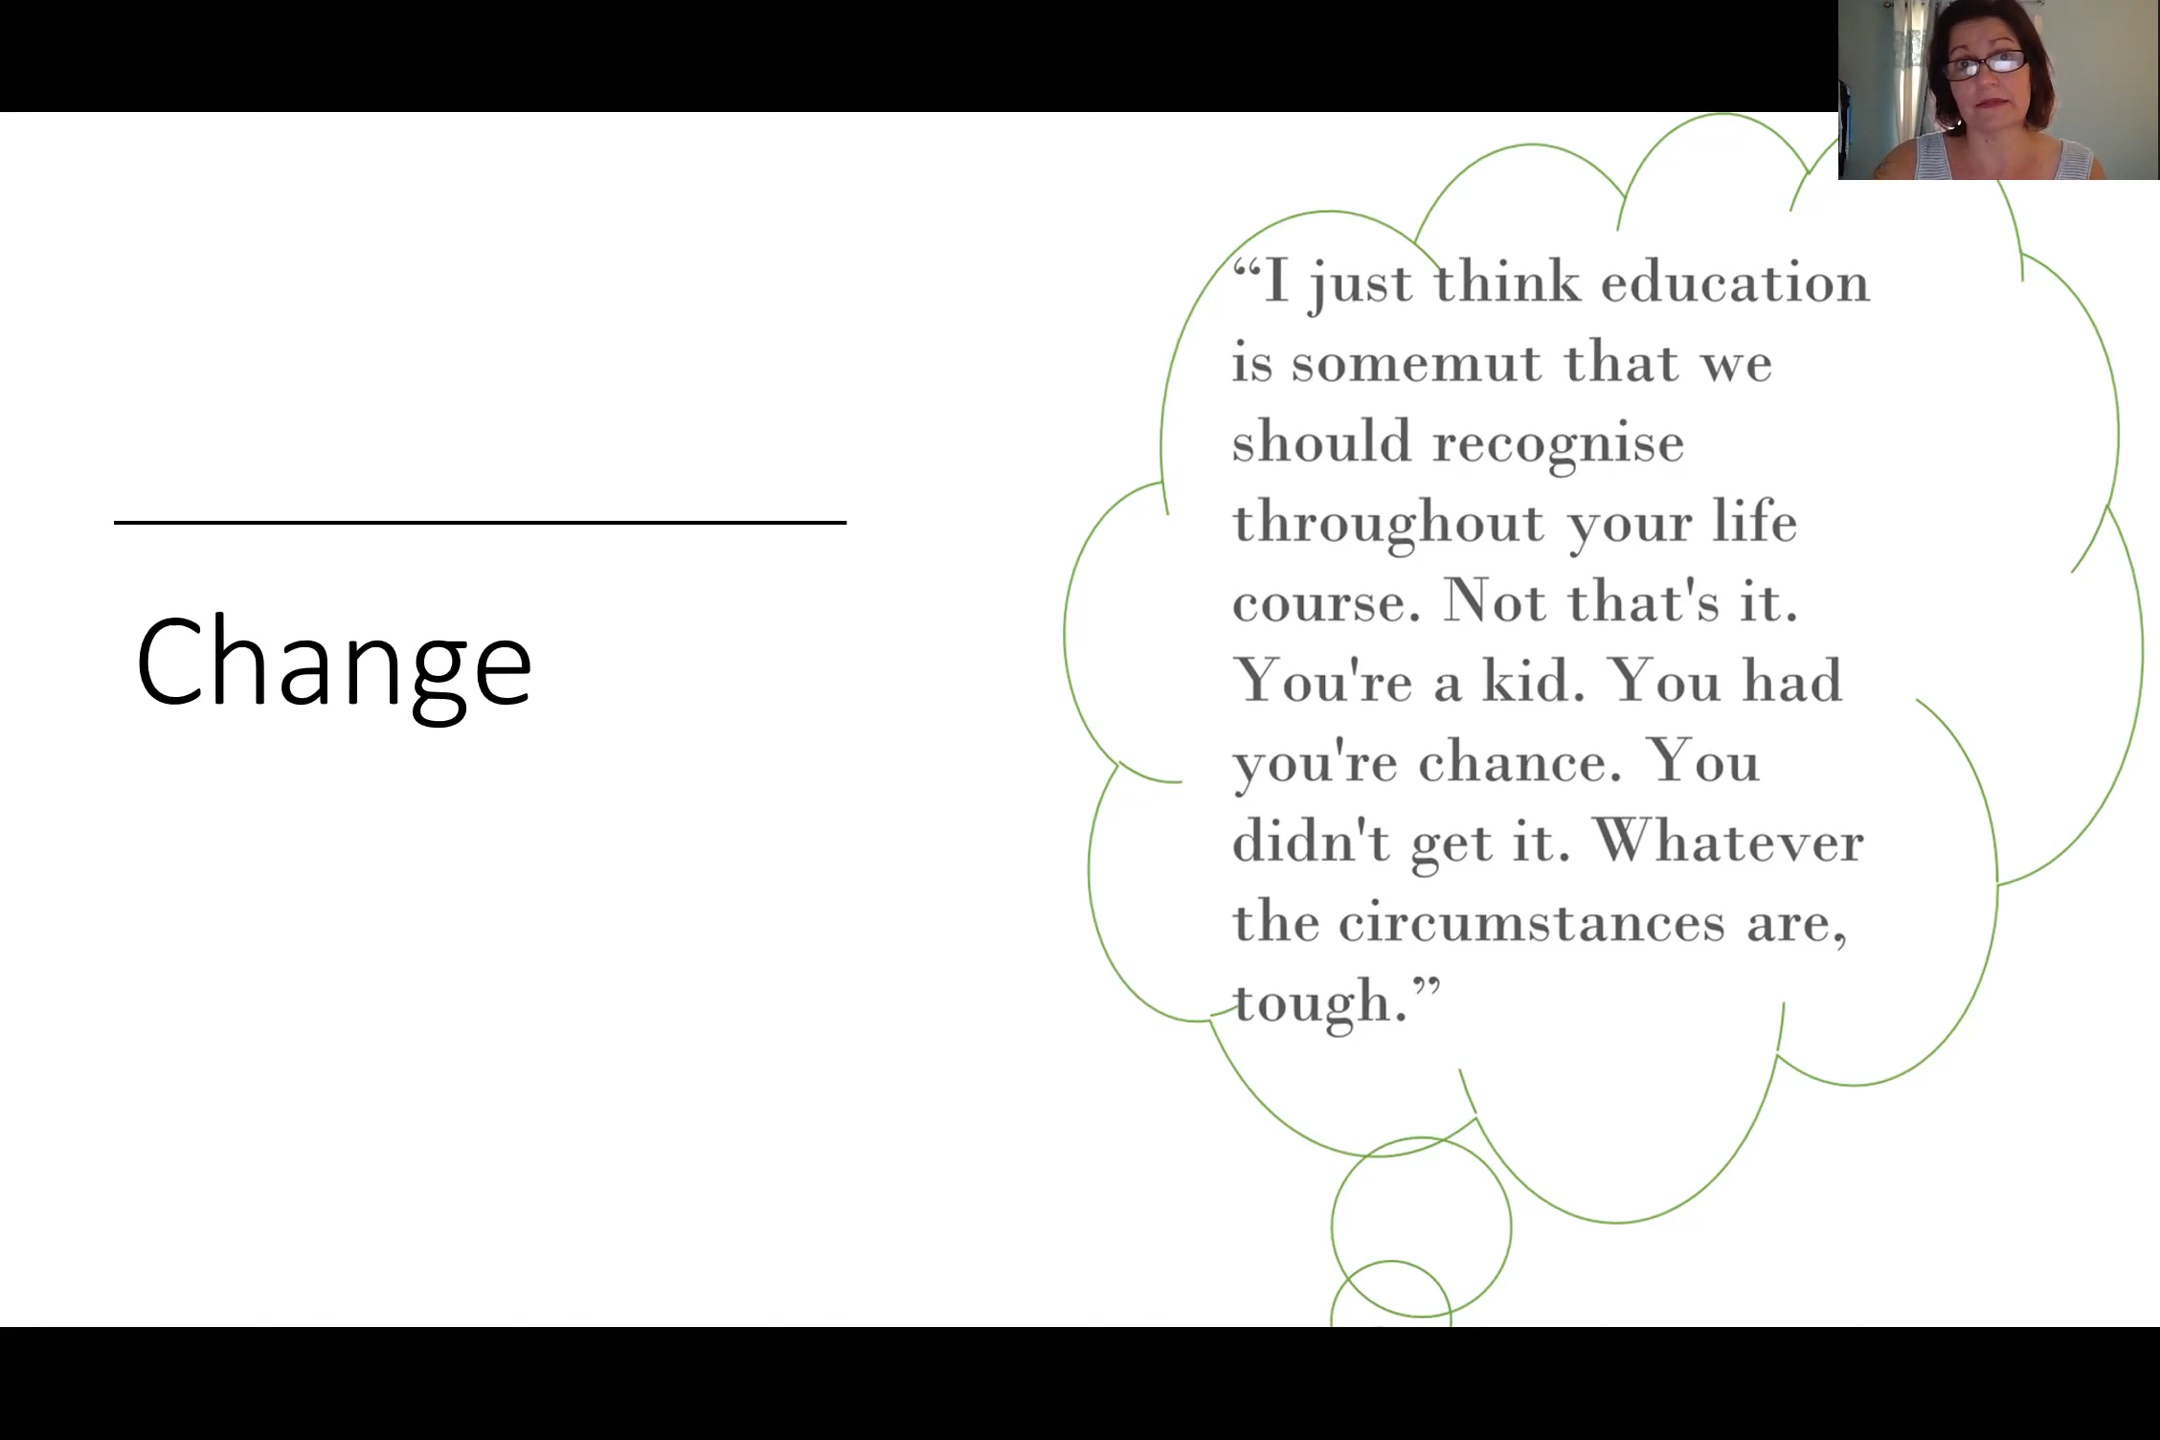 Change
“I just think education
is somemut that we
should recognise
throughout your life
course. Not that's it.
You're a kid. You had
you're chance. You
didn't get it. Whatever
the circumstances are,
tough.”